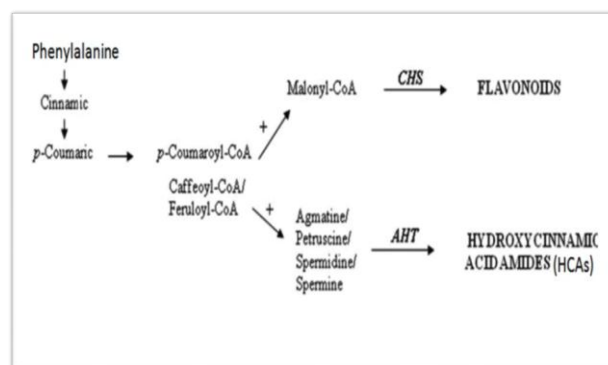 Phenylalanine
Cinnamic
p-Coumaric
p-Coumaroyl-CoA
Caffeoyl-CoA/
Feruloyl-CoA
+
Malonyl-CoA
CHS
FLAVONOIDS
+
Agmatine/
Petruscine/
Spermidine/
Spermine
AHT
HYDROXYCINNAMIC
ACIDAMIDES (HCAs)